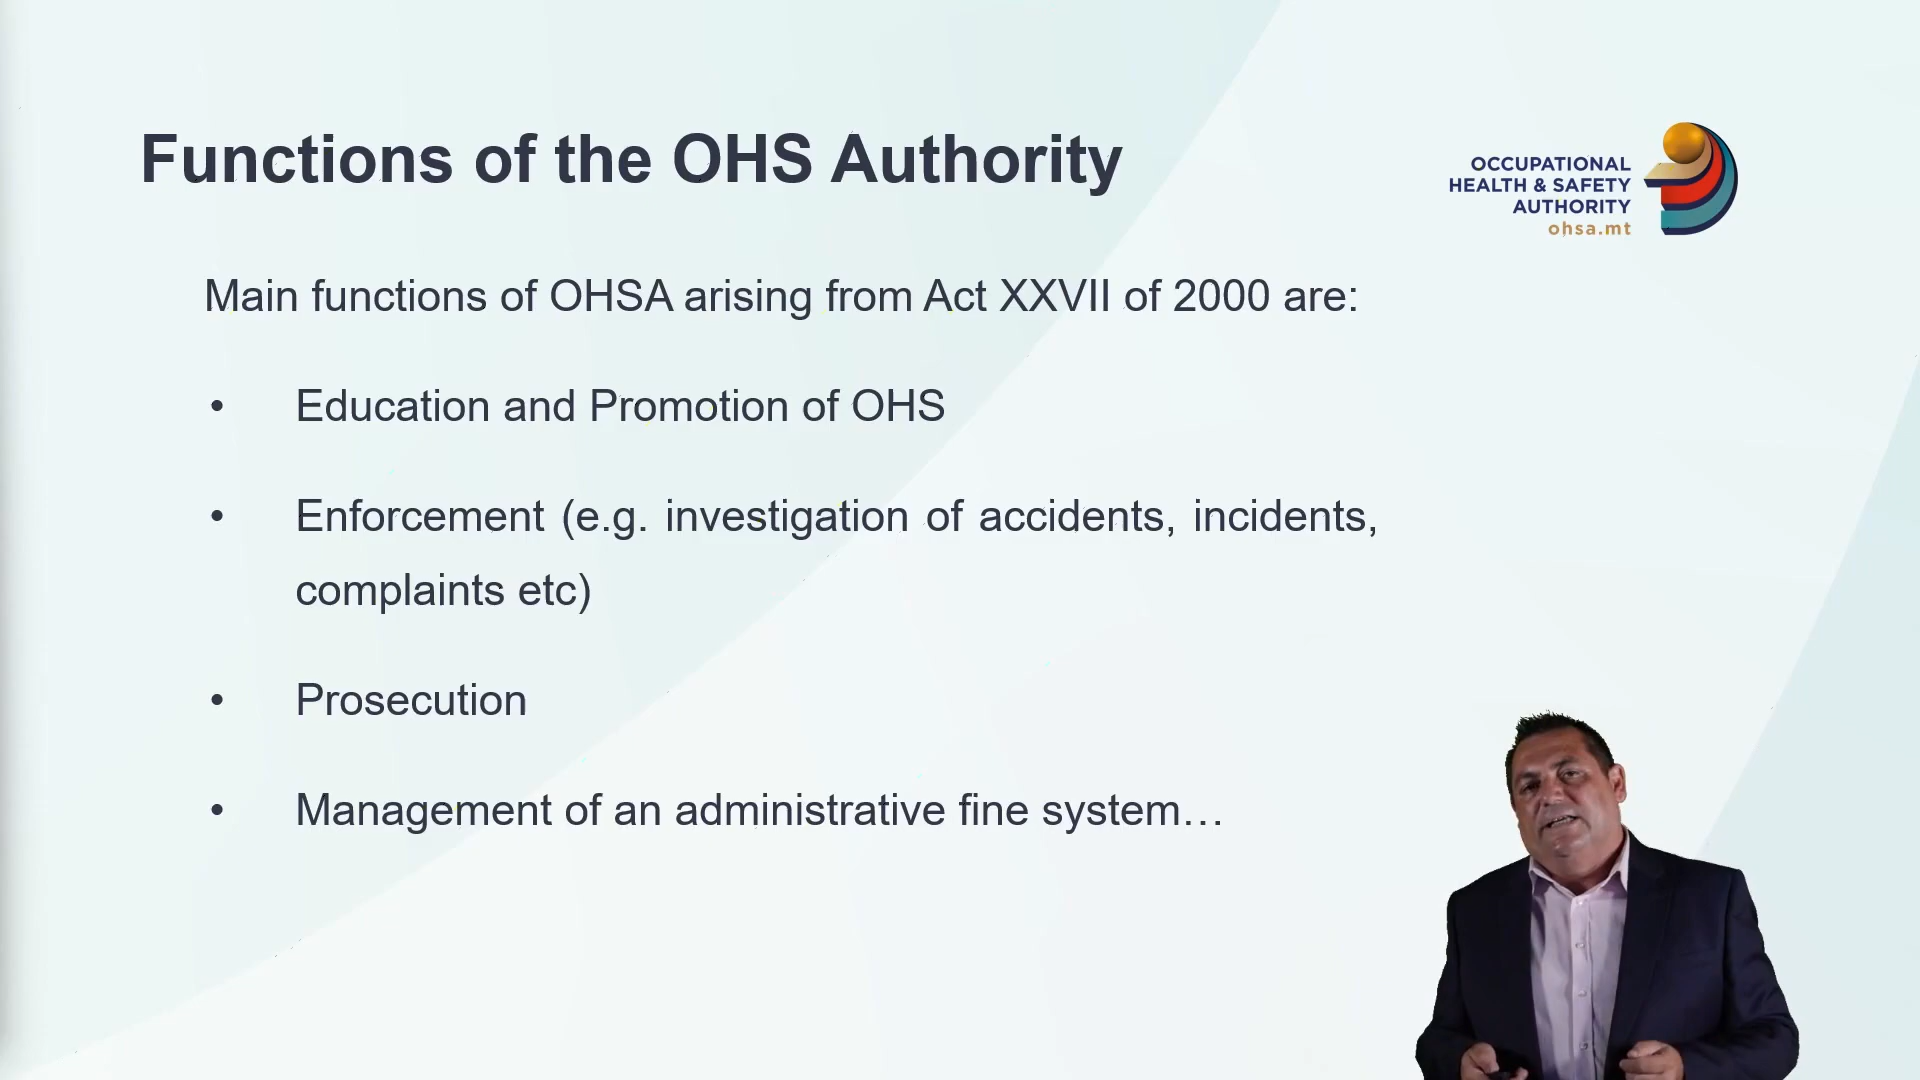 Functions of the OHS Authority
OCCUPATIONAL
HEALTH & SAFETY
AUTHORITY
ohsa.mt
Main functions of OHSA arising from Act XXVII of 2000 are:
• Education and Promotion of OHS
• Enforcement (e.g. investigation of accidents, incidents,
complaints etc)
• Prosecution
• Management of an administrative fine system…